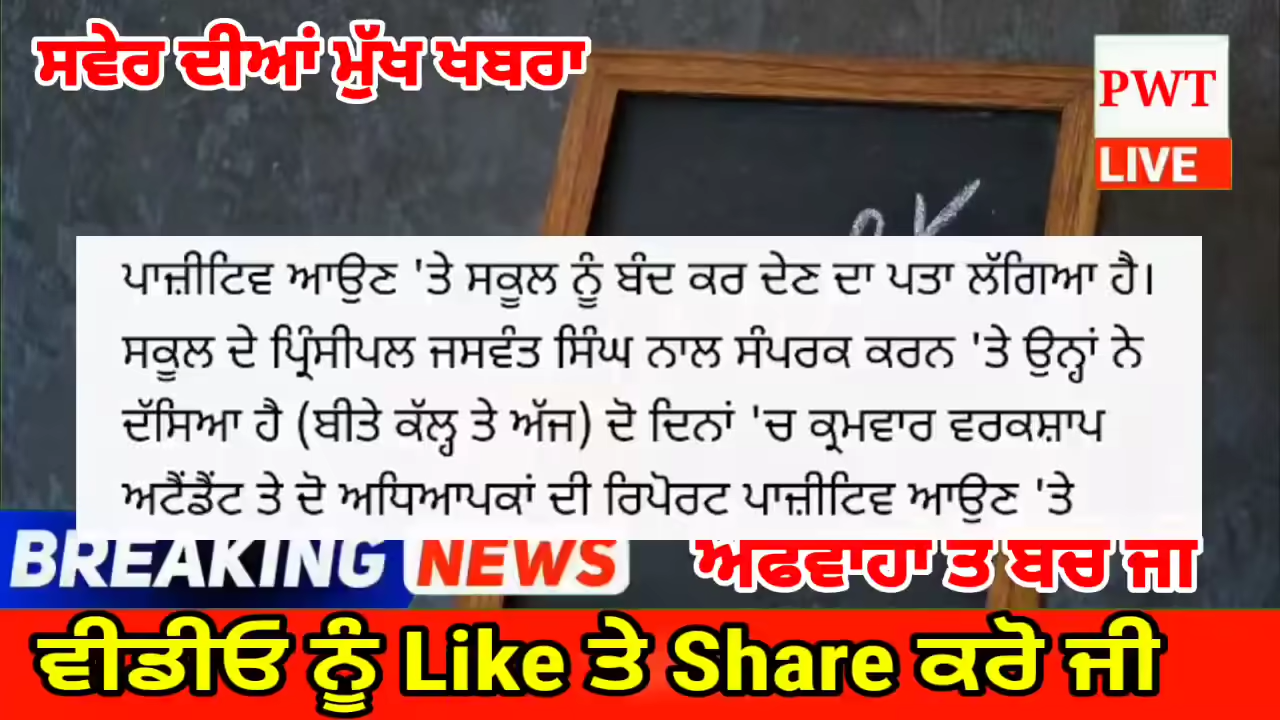 ਸਵੇਰ ਦੀਆਂ ਮੁੱਖ ਖਬਰਾ
PWT
LIVE
ਪਾਜ਼ੀਟਿਵ ਆਉਣ 'ਤੇ ਸਕੂਲ ਨੂੰ ਬੰਦ ਕਰ ਦੇਣ ਦਾ ਪਤਾ ਲੱਗਿਆ ਹੈ।
ਸਕੂਲ ਦੇ ਪ੍ਰਿੰਸੀਪਲ ਜਸਵੰਤ ਸਿੰਘ ਨਾਲ ਸੰਪਰਕ ਕਰਨ 'ਤੇ ਉਨ੍ਹਾਂ ਨੇ
ਦੱਸਿਆ ਹੈ (ਬੀਤੇ ਕੱਲ੍ਹ ਤੇ ਅੱਜ) ਦੋ ਦਿਨਾਂ 'ਚ ਕ੍ਰਮਵਾਰ ਵਰਕਸ਼ਾਪ
ਅਟੈਂਡੈਂਟ ਤੇ ਦੋ ਅਧਿਆਪਕਾਂ ਦੀ ਰਿਪੋਰਟ ਪਾਜ਼ੀਟਿਵ ਆਉਣ 'ਤੇ
BREAKING NEWS
ਜੀ
ਵੀਡੀਓ ਨੂੰ Like ਤੇ Share ਕਰੋ ਜੀ